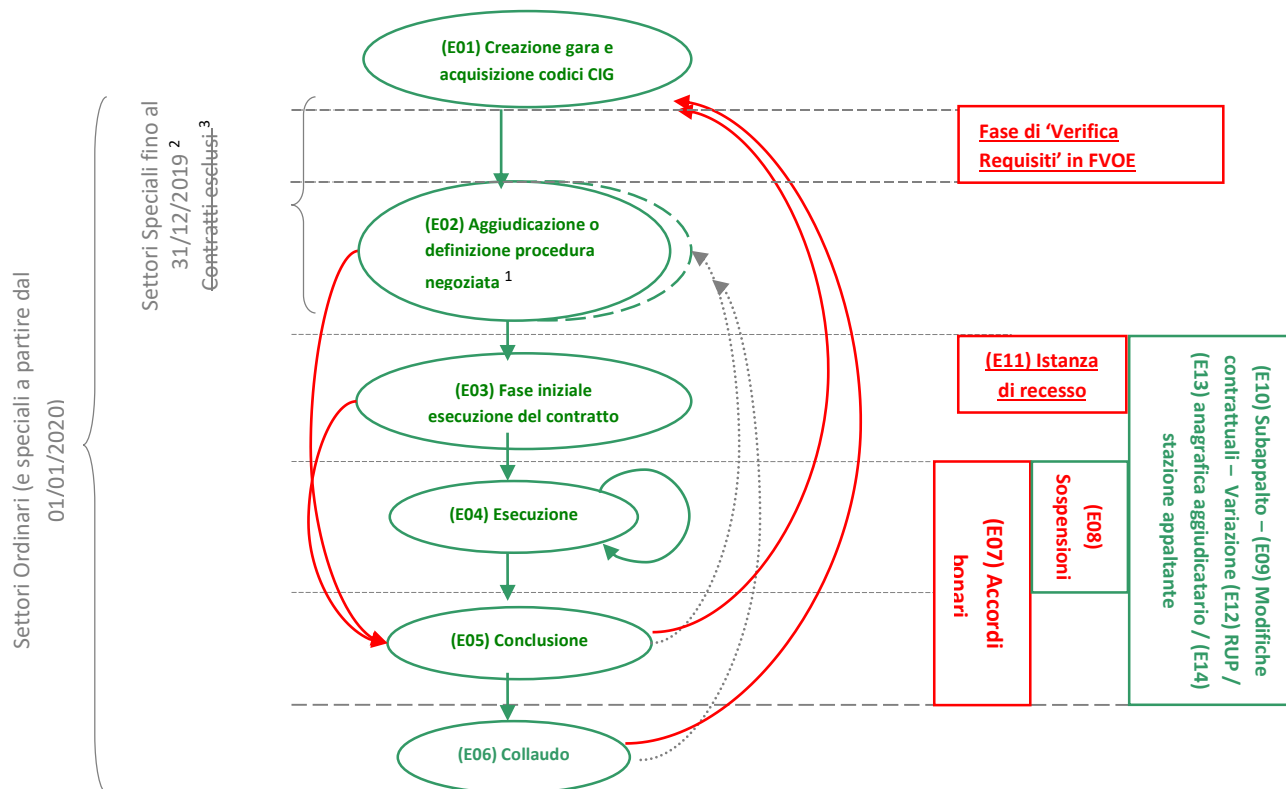 (E01) Creazione gara e
acquisizione codici CIG
Settori Ordinari (e speciali a partire dal
01/01/2020)
Settori Speciali fino al
31/12/2019 2
Contratti esclusi 3
Fase di ‘Verifica
Requisiti’ in FVOE
(E02) Aggiudicazione o
definizione procedura
negoziata 1
(E03) Fase iniziale
esecuzione del contratto
(E11) Istanza
di recesso
(E10) Subappalto – (E09) Modifiche
contrattuali – Variazione (E12) RUP /
(E13) anagrafica aggiudicatario / (E14)
stazione appaltante
(E04) Esecuzione
(E08)
Sospensioni
(E07) Accordi
bonari
(E05) Conclusione
(E06) Collaudo